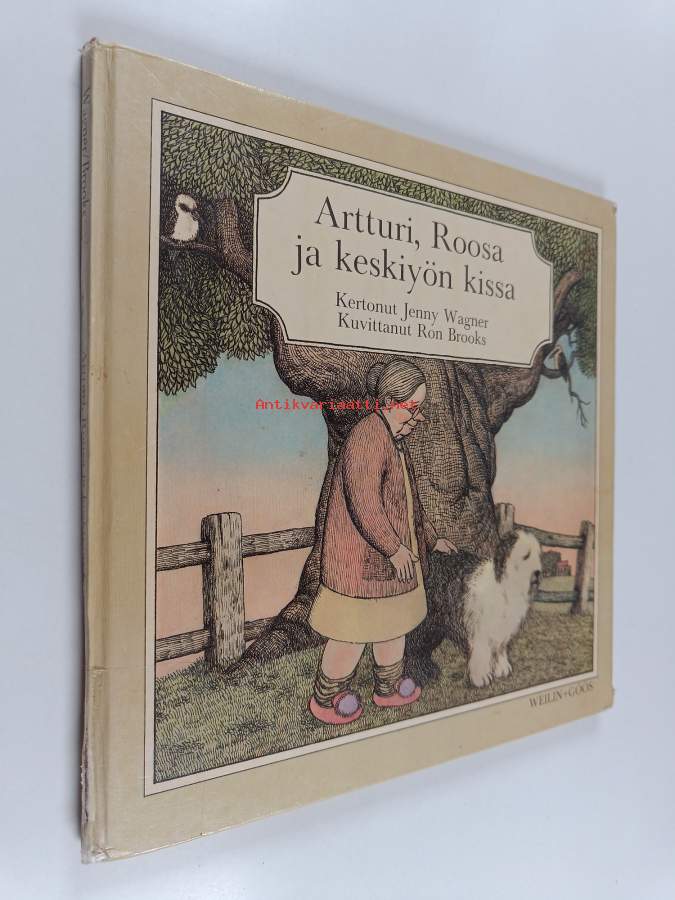 Artturi, Roosa
ja keskiyön kissa
Kertonut Jenny Wagner
Kuvittanut Ron Brooks
Antikvariaatti.net
WEILIN+GÖÖS